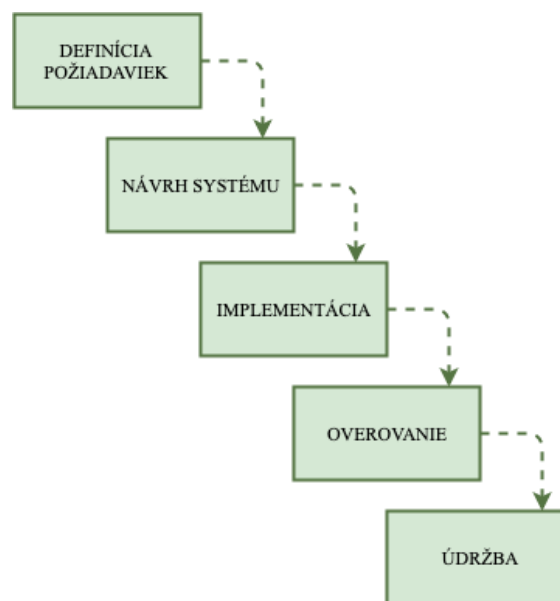 DEFINÍCIA
POŽIADAVIEK
NÁVRH SYSTÉMU
IMPLEMENTÁCIA
OVEROVANIE
ÚDRŽBA